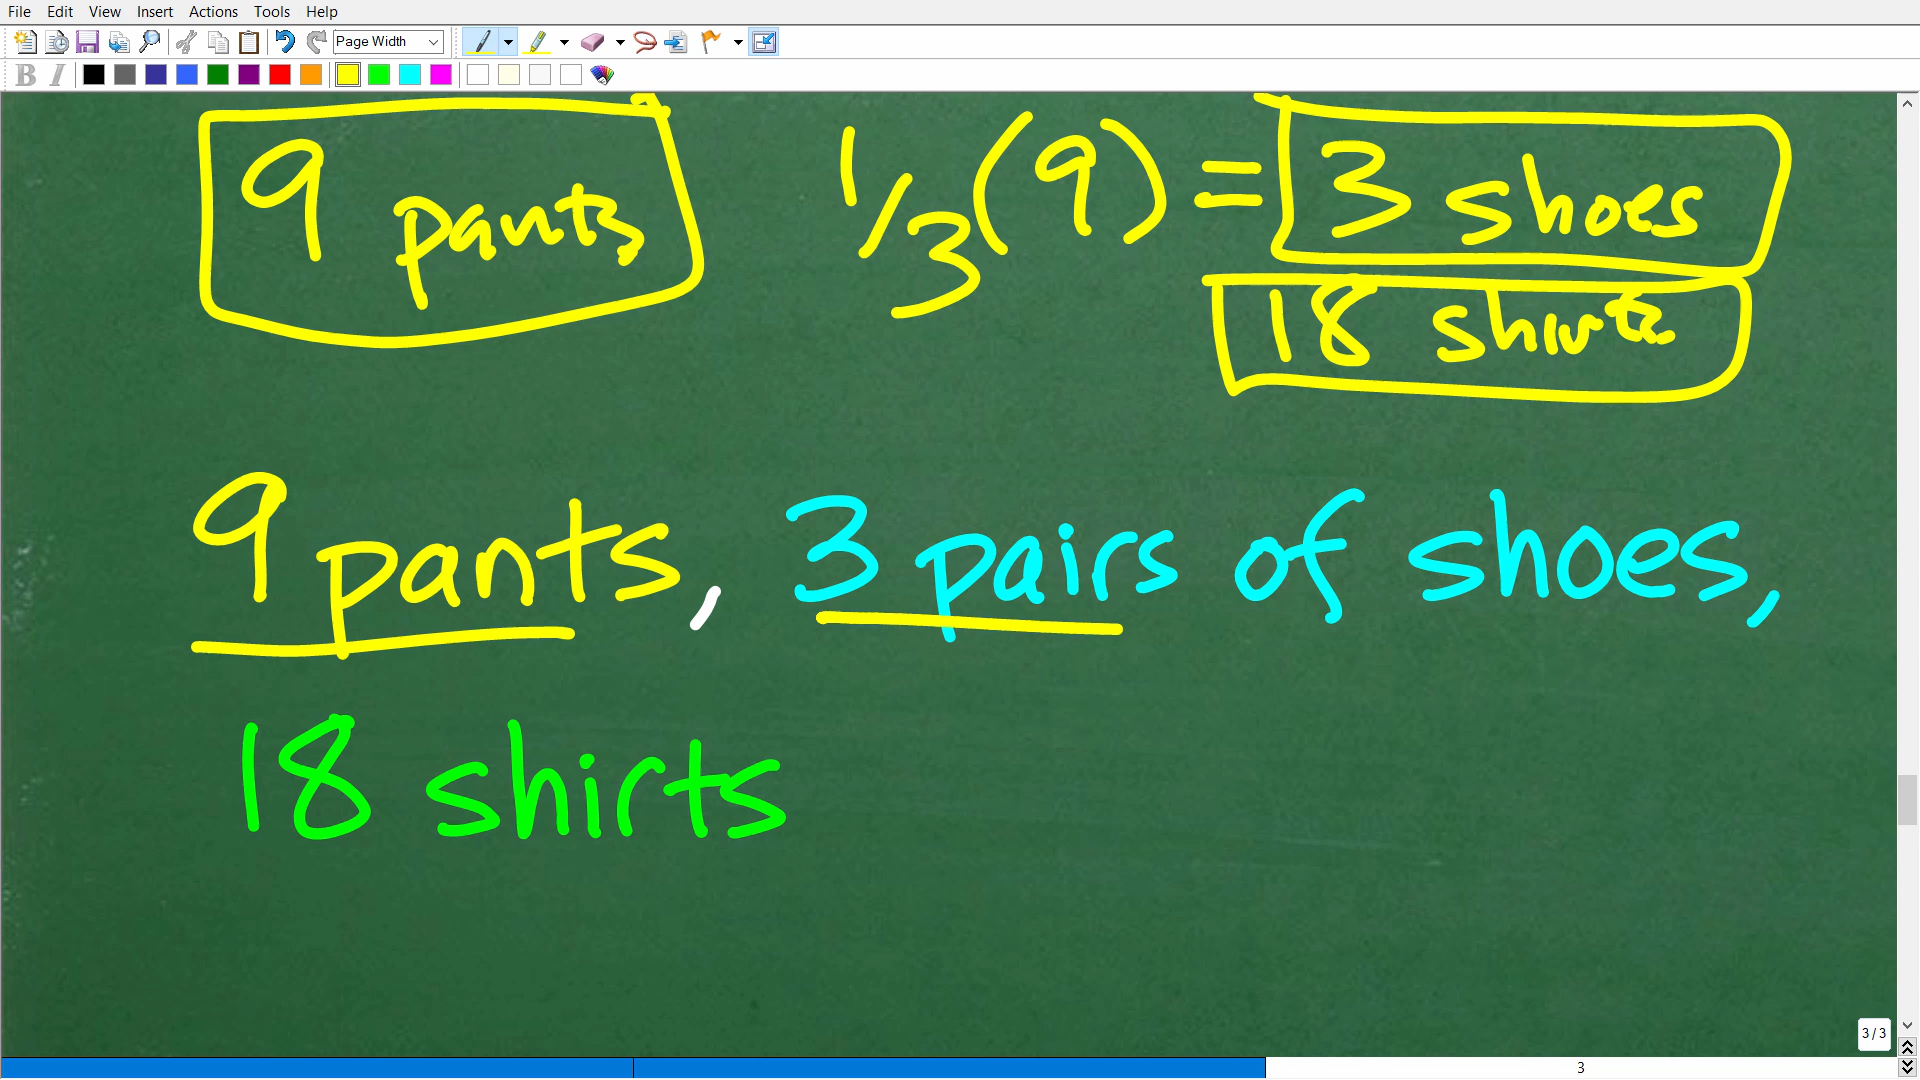 File Edit View Insert Actions Tools Help
Page Width
B I
9 pants 1/3(9) = 3 shoes
18 shirts
9 pants, 3 pairs of shoes,
18 shirts
3/3
3